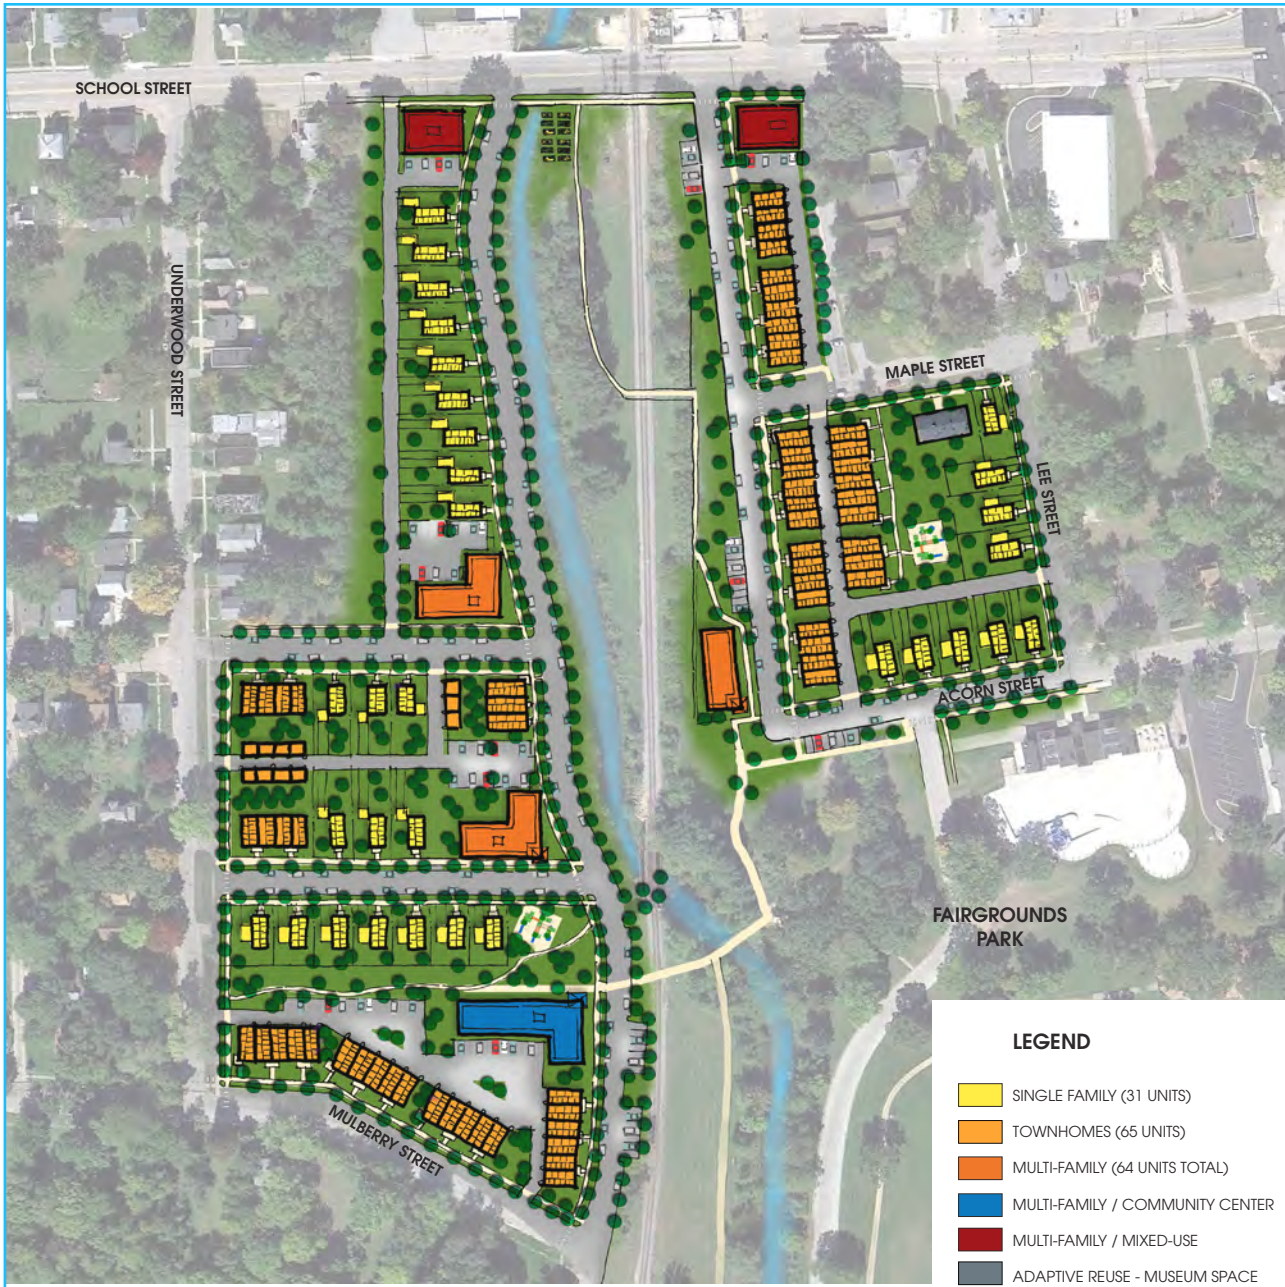 SCHOOL STREET
UNDERWOOD STREET
MAPLE STREET
LEE STREET
ACORN STREET
FAIRGROUNDS
PARK
MULBERRY STREET
LEGEND
SINGLE FAMILY (31 UNITS)
TOWNHOMES (65 UNITS)
MULTI-FAMILY (64 UNITS TOTAL)
MULTI-FAMILY / COMMUNITY CENTER
MULTI-FAMILY / MIXED-USE
ADAPTIVE REUSE - MUSEUM SPACE